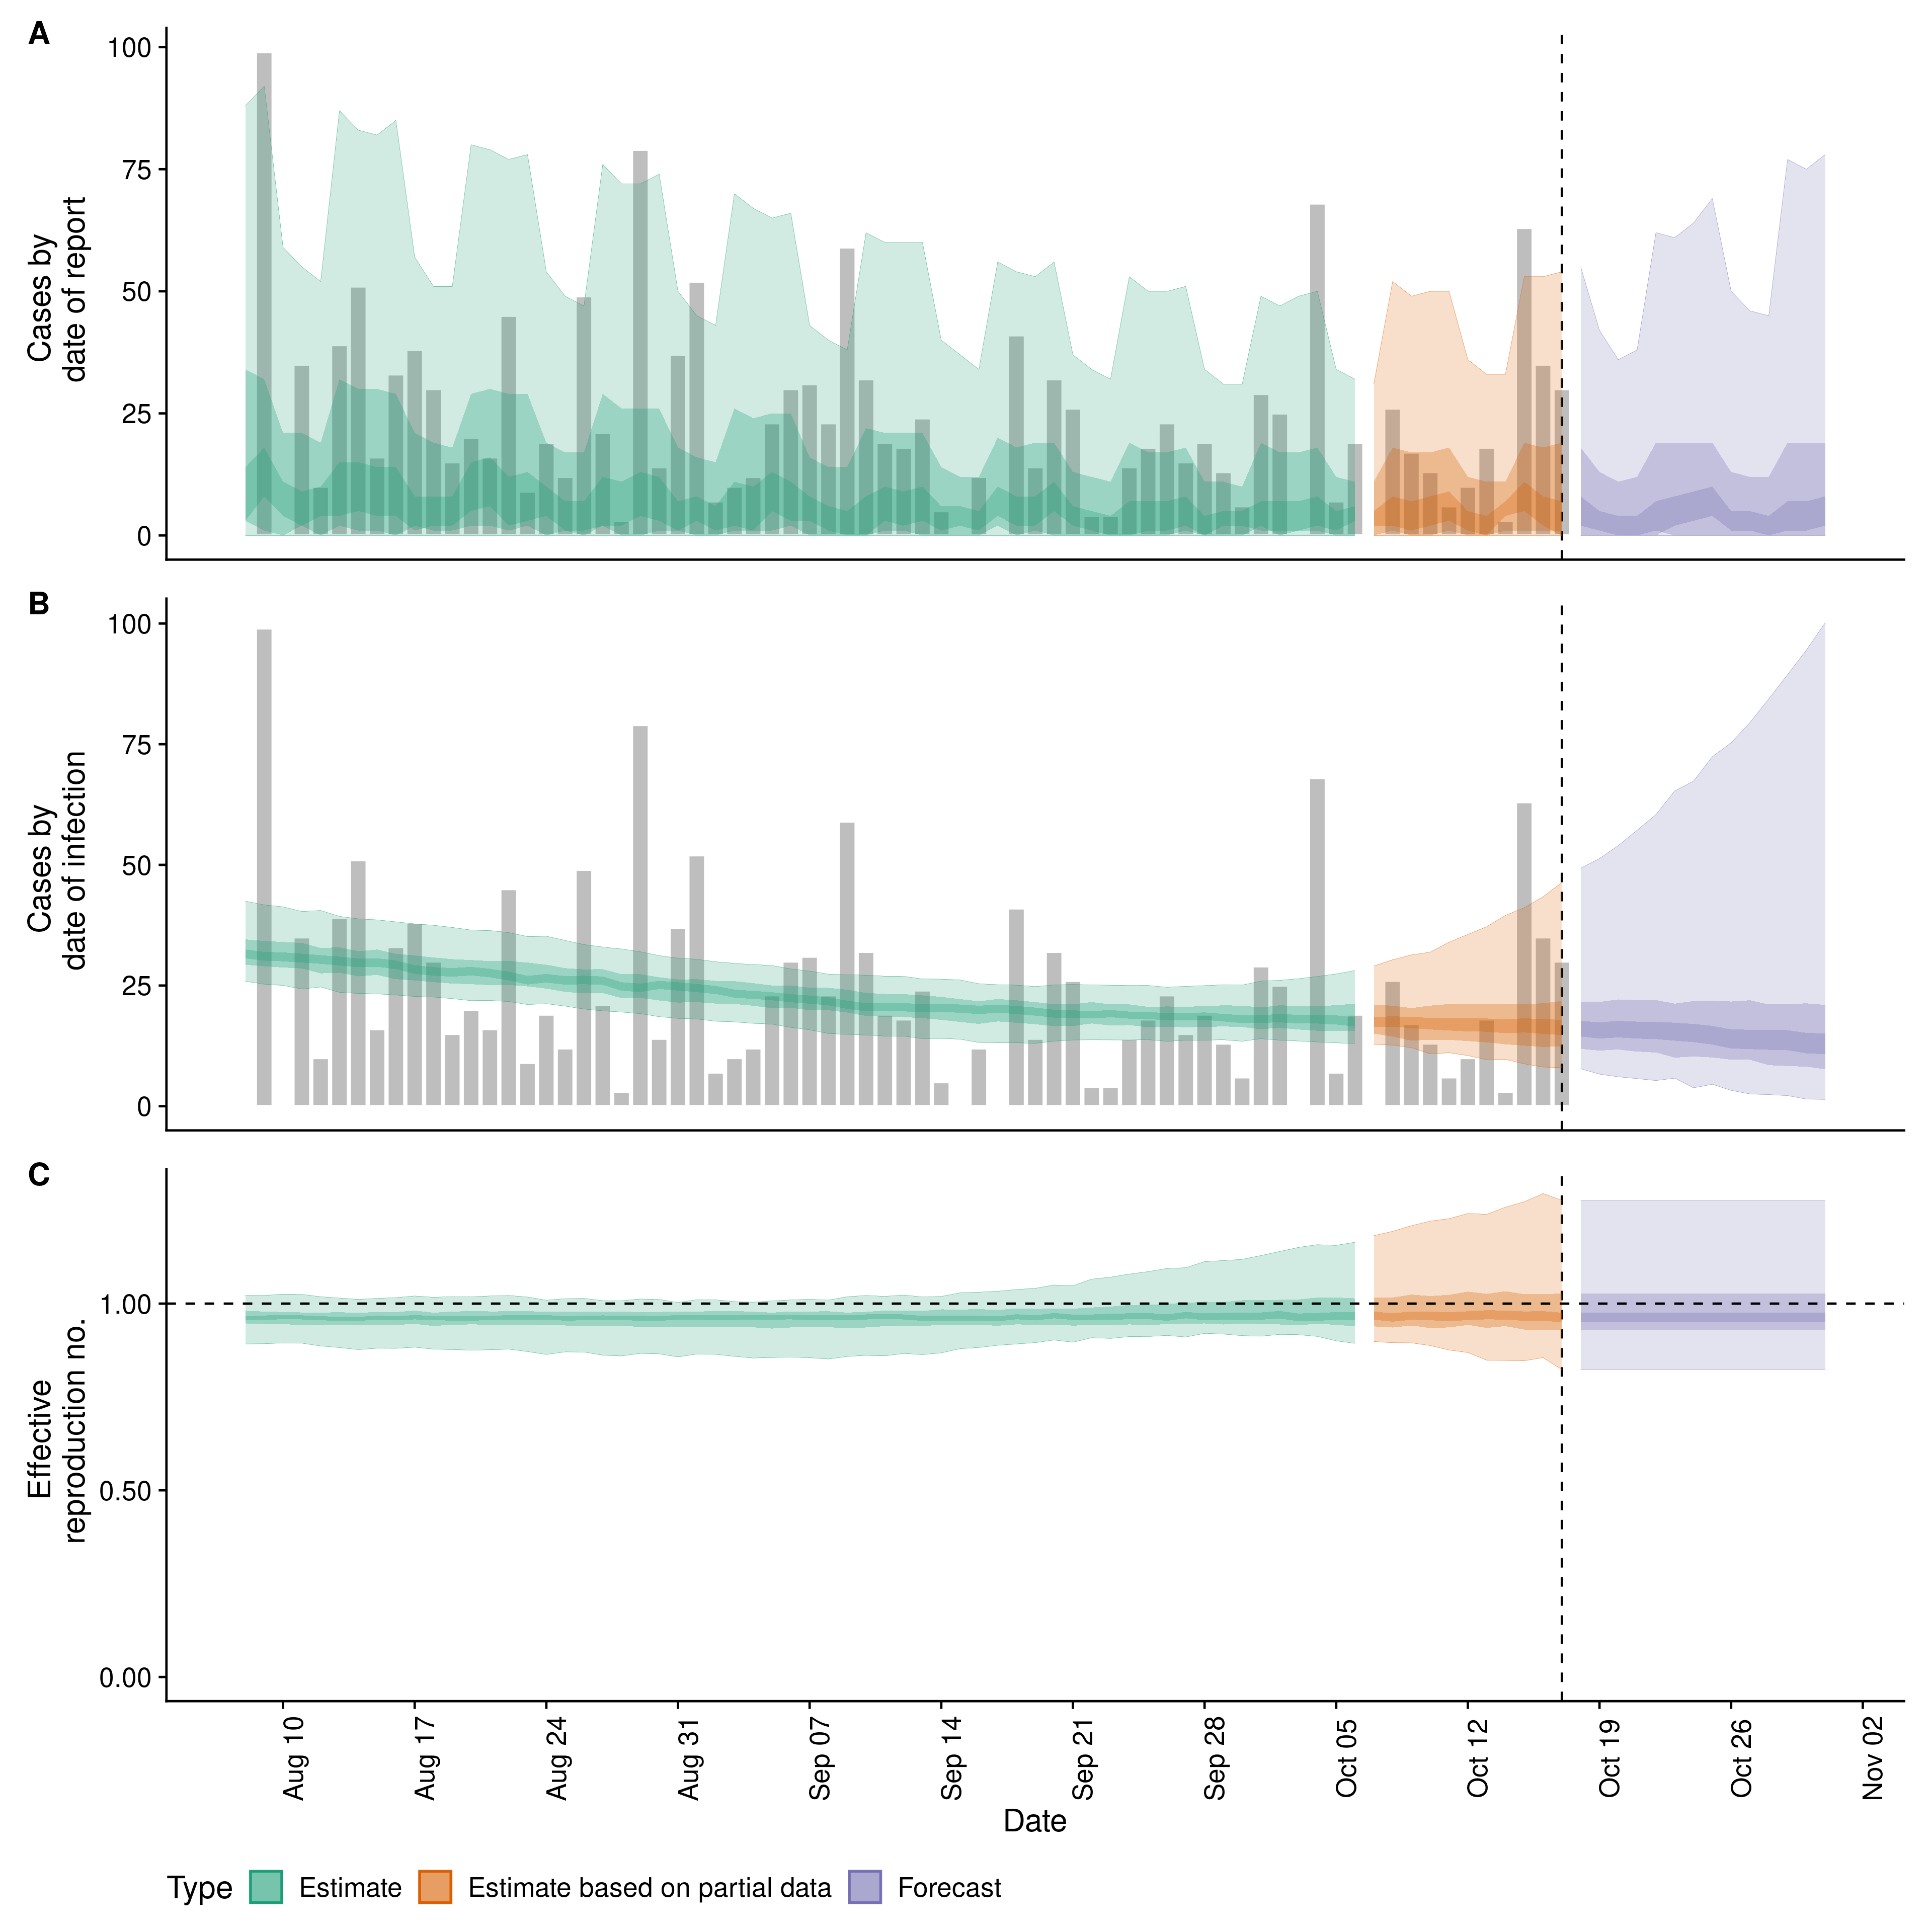 A
100
75
50
25
0
Cases by
date of report
B
100
75
50
25
0
Cases by
date of infection
C
1.00
0.50
0.00
Effective
reproduction no.
Aug 10
Aug 17
Aug 24
Aug 31
Sep 07
Sep 14
Sep 21
Sep 28
Oct 05
Oct 12
Oct 19
Oct 26
Nov 02
Date
Type Estimate Estimate based on partial data Forecast